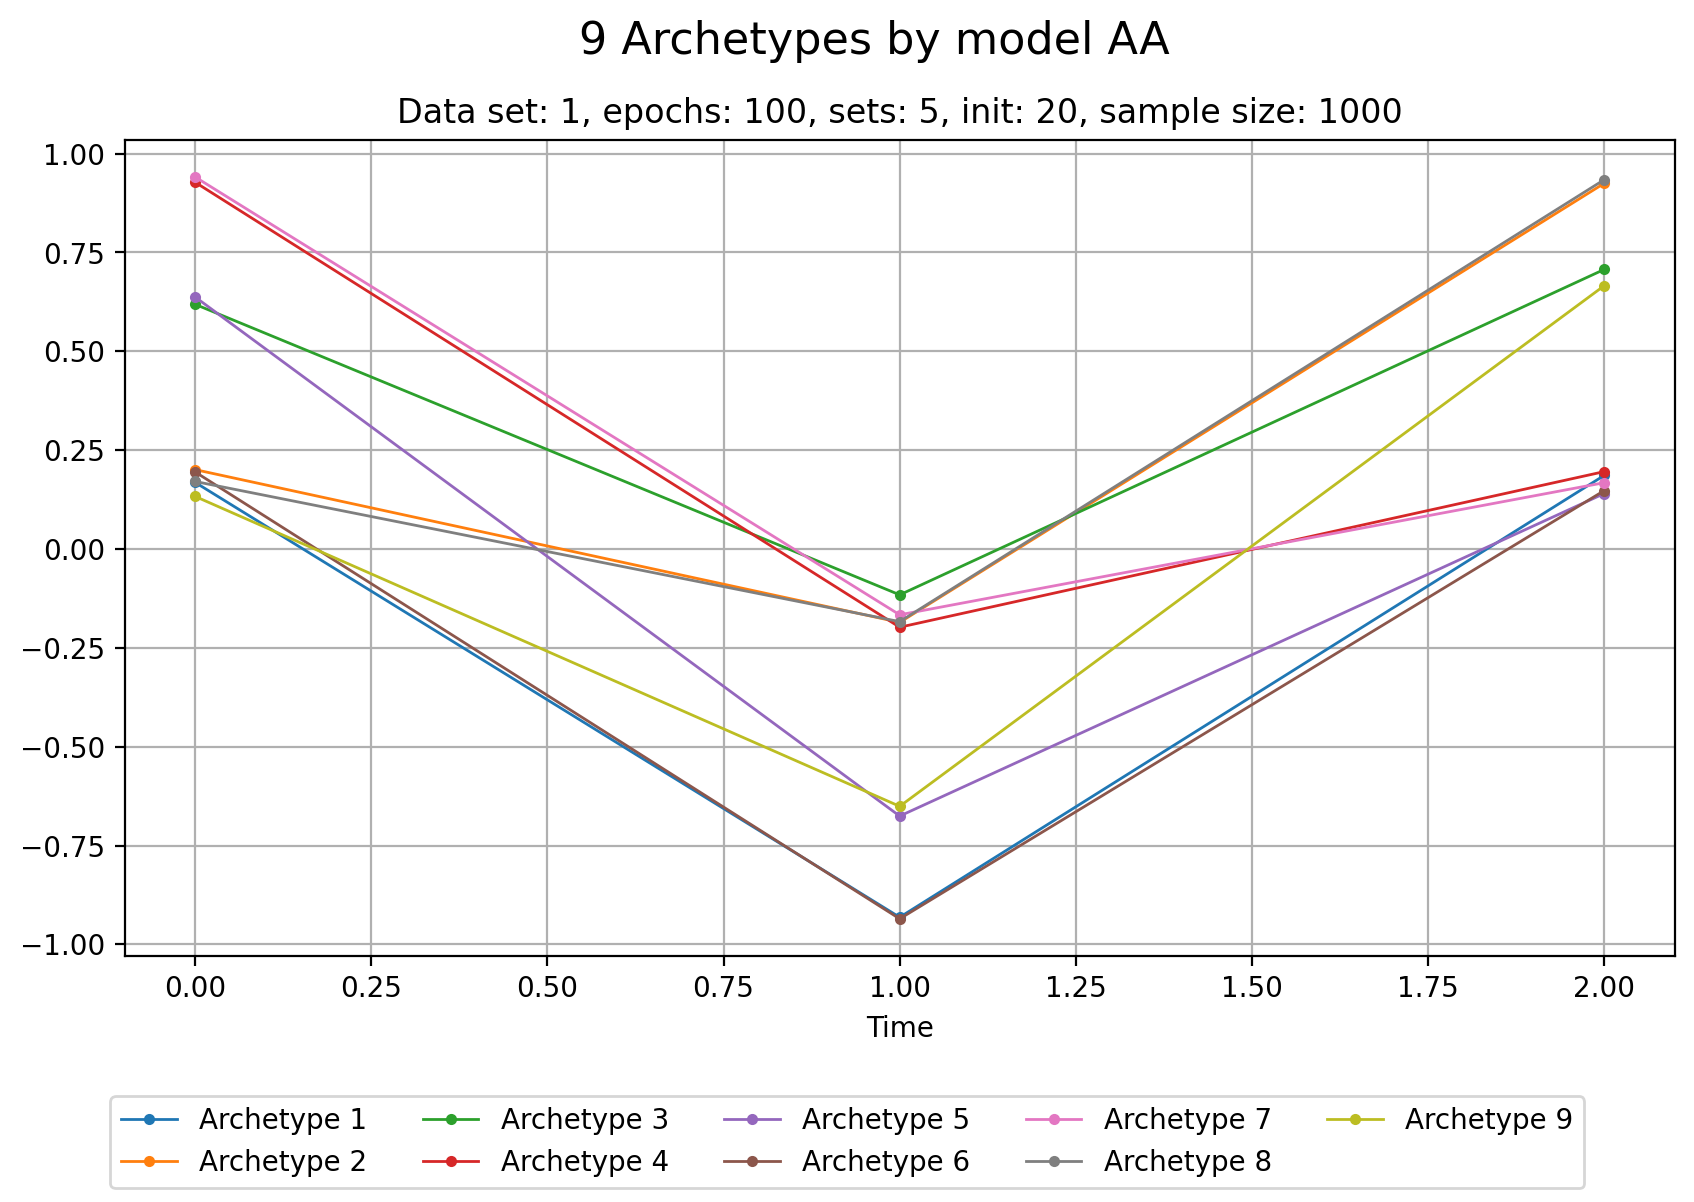 9 Archetypes by model AA
Data set: 1, epochs: 100, sets: 5, init: 20, sample size: 1000
1.00
0.75
0.50
0.25
0.00
−0.25
−0.50
−0.75
−1.00
0.00 0.25 0.50 0.75 1.00 1.25 1.50 1.75 2.00
Time
Archetype 1 Archetype 3 Archetype 5 Archetype 7 Archetype 9
Archetype 2 Archetype 4 Archetype 6 Archetype 8